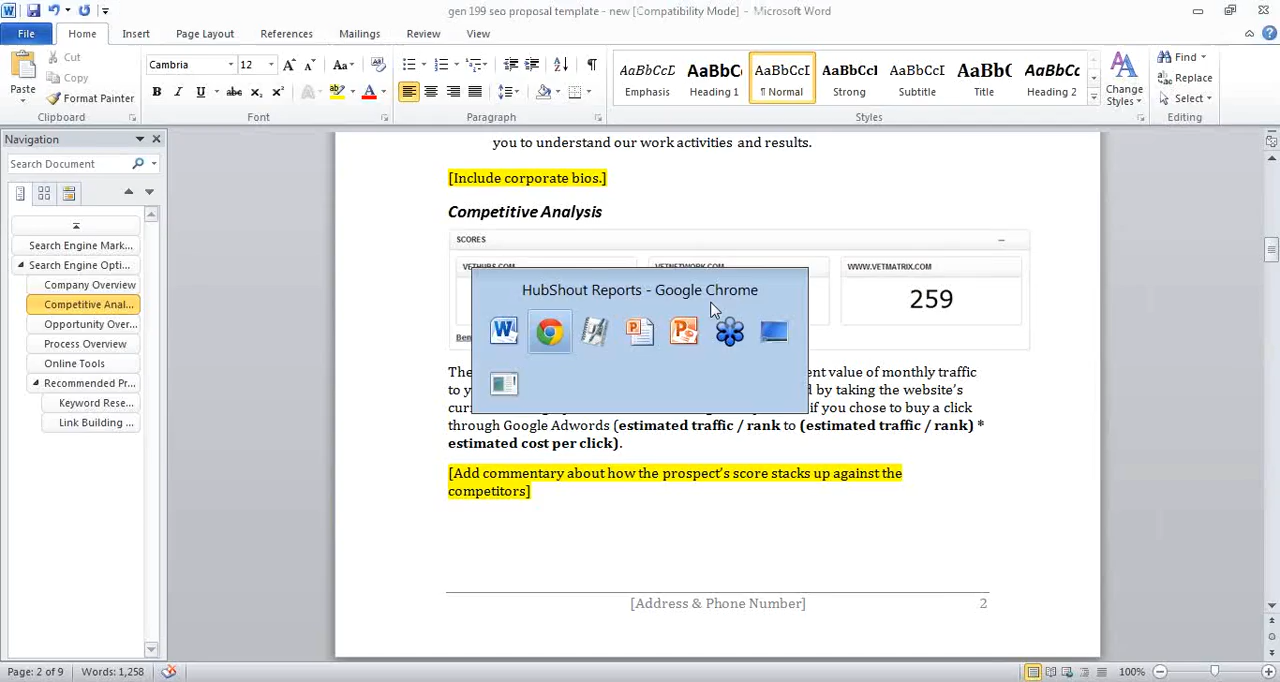 gen 199 seo proposal template - new [Compatibility Mode] - Microsoft Word
File Home Insert Page Layout References Mailings Review View
Paste
Cut
Copy
Format Painter
Clipboard
Cambria 12
Font
Paragraph
AaBbCcD AaBbC AaBbCcI AaBbCcI AaBbCcI AaBbC AaBbCc
Emphasis Heading 1 ¶ Normal Strong Subtitle Title Heading 2
Change
Styles
Styles
Find
Replace
Select
Editing
Navigation
Search Document
Search Engine Mark...
Search Engine Opti...
Company Overview
Competitive Anal...
Opportunity Over...
Process Overview
Online Tools
Recommended Pr...
Keyword Rese...
Link Building ...
you to understand our work activities and results.
[Include corporate bios.]
Competitive Analysis
SCORES
WWW.VETMATRIX.COM
259
HubShout Reports - Google Chrome
Ben
The ent value of monthly traffic
to y d by taking the website's
curr if you chose to buy a click
through Google Adwords (estimated traffic / rank to (estimated traffic / rank) *
estimated cost per click).
[Add commentary about how the prospect's score stacks up against the
competitors]
[Address & Phone Number] 2
Page: 2 of 9 Words: 1,258 100%